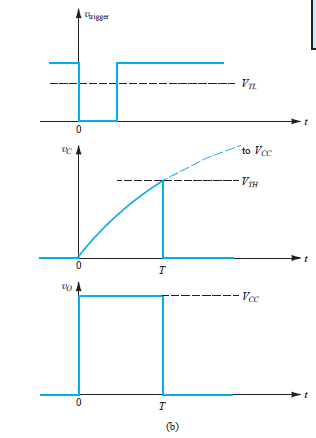 v_trigger
V_TL
t
0
v_C
to V_CC
V_TH
t
0
T
v_O
V_CC
t
0
T
(b)